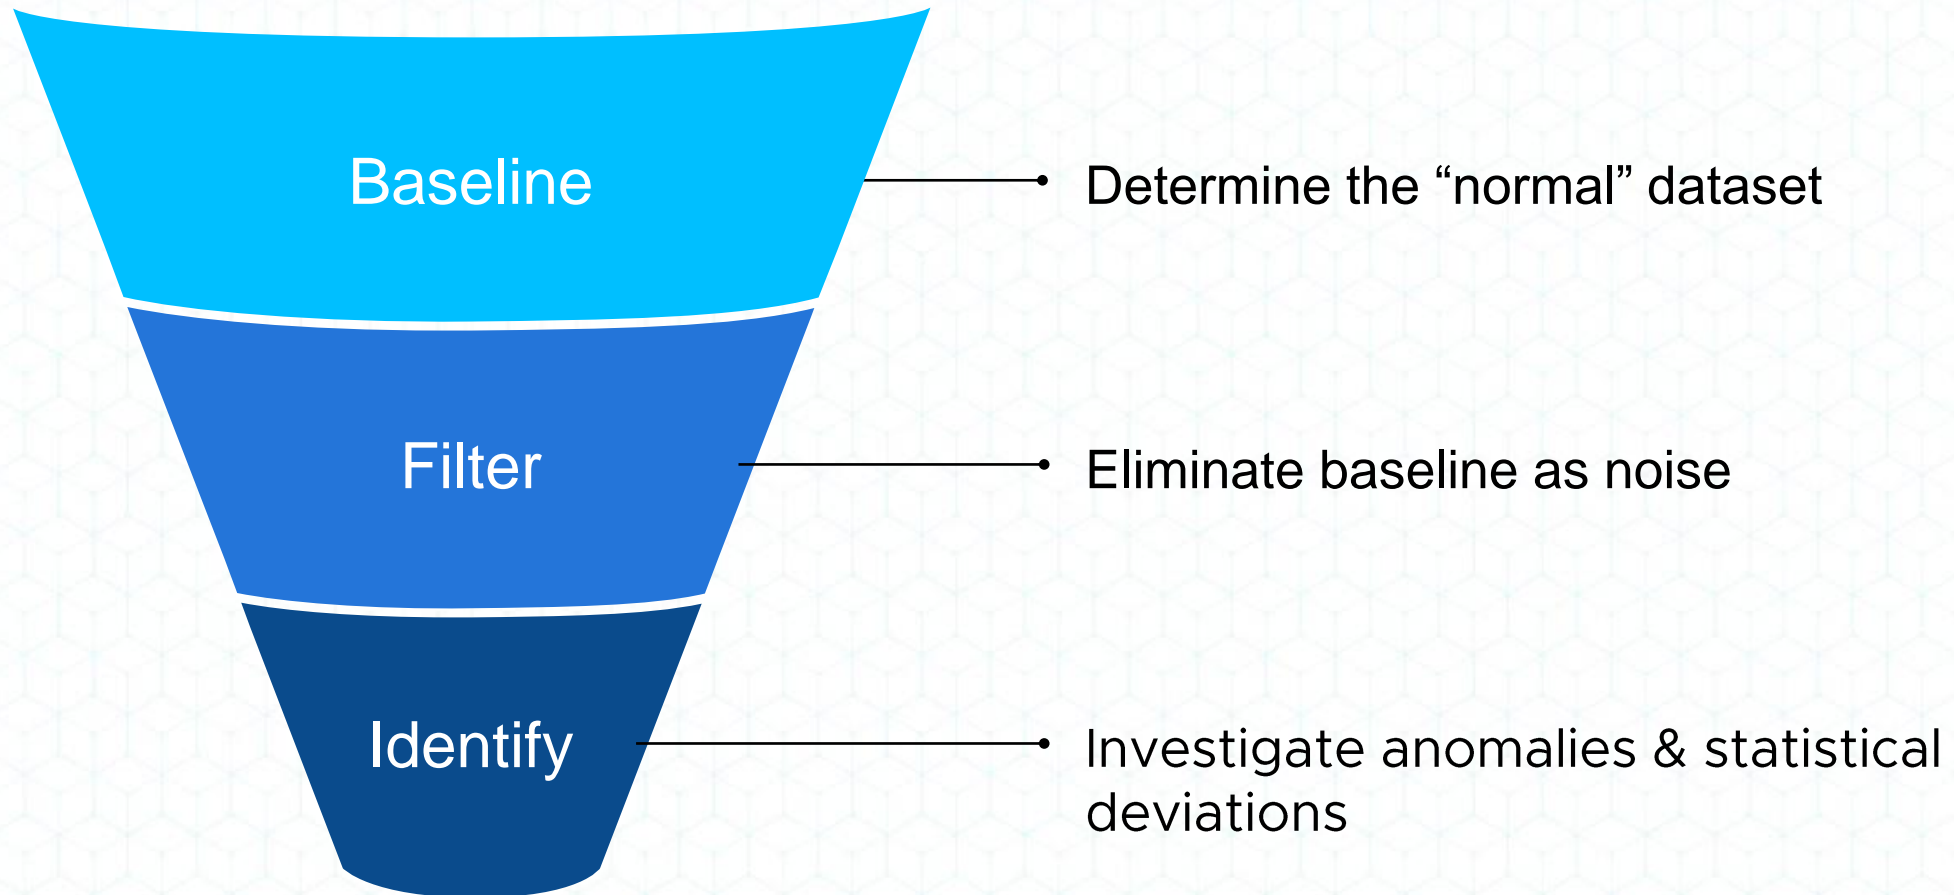 Baseline
Determine the “normal” dataset
Filter
Eliminate baseline as noise
Identify
Investigate anomalies & statistical
deviations